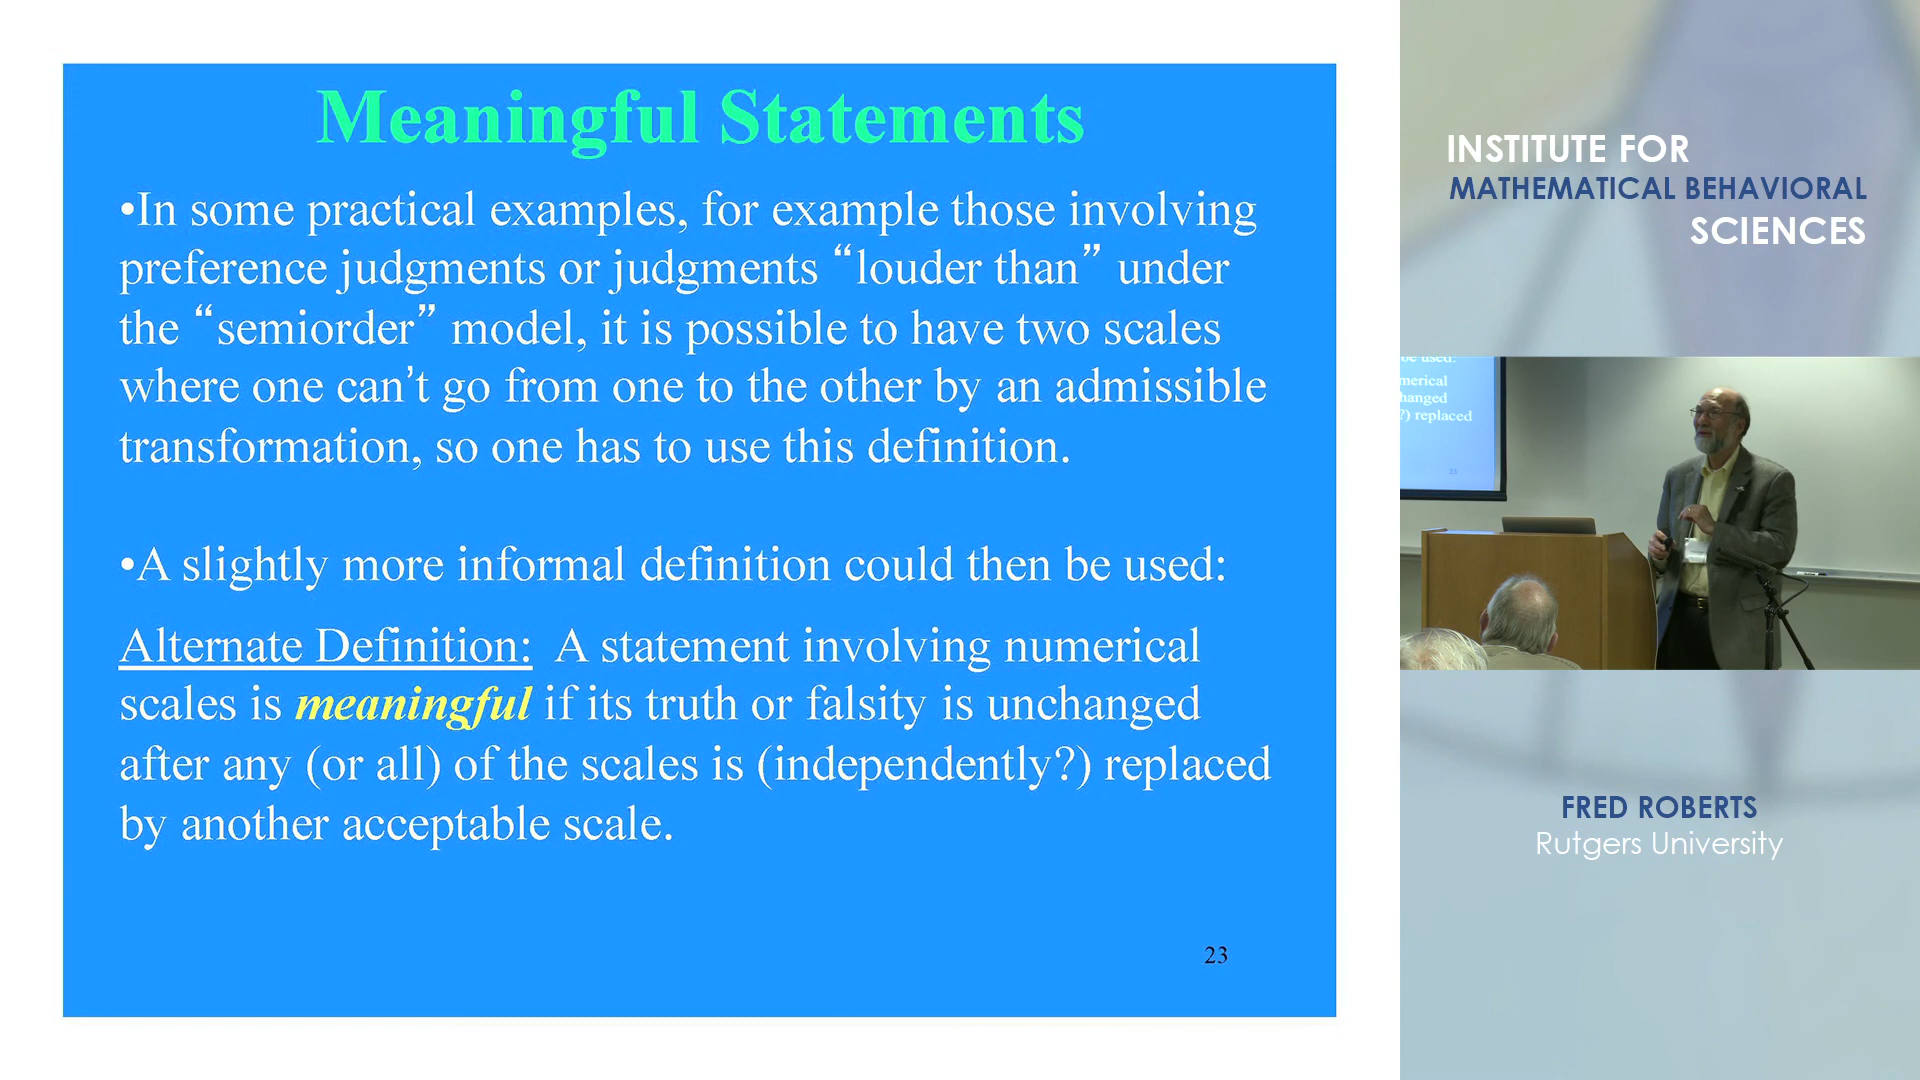 Meaningful Statements
•In some practical examples, for example those involving
preference judgments or judgments “louder than” under
the “semiorder” model, it is possible to have two scales
where one can’t go from one to the other by an admissible
transformation, so one has to use this definition.
•A slightly more informal definition could then be used:
Alternate Definition: A statement involving numerical
scales is meaningful if its truth or falsity is unchanged
after any (or all) of the scales is (independently?) replaced
by another acceptable scale.
23
INSTITUTE FOR
MATHEMATICAL BEHAVIORAL
SCIENCES
be used:
merical
hanged
?) replaced
23
FRED ROBERTS
Rutgers University